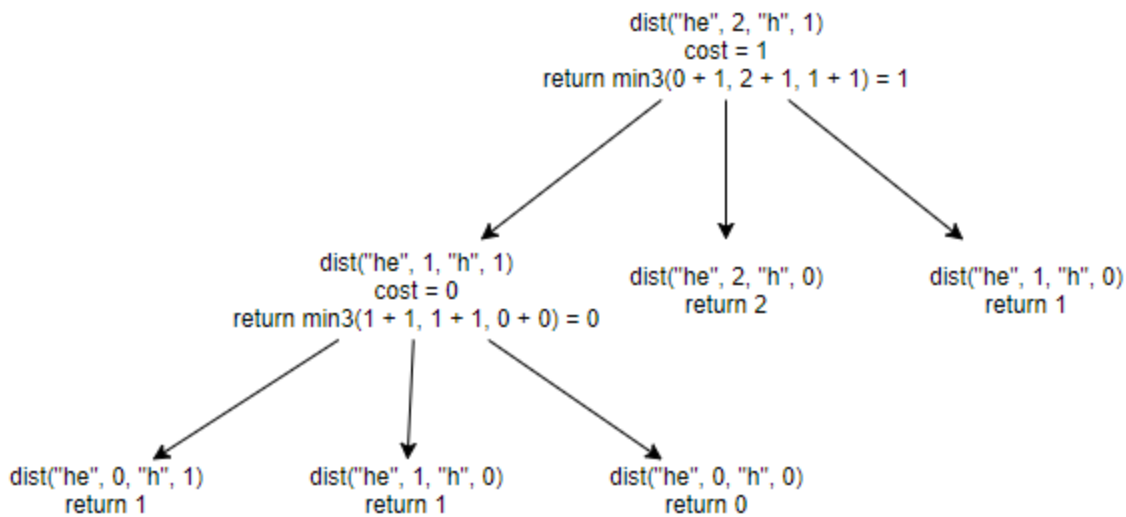 dist("he", 2, "h", 1)
cost = 1
return min3(0 + 1, 2 + 1, 1 + 1) = 1
dist("he", 1, "h", 1)
cost = 0
return min3(1 + 1, 1 + 1, 0 + 0) = 0
dist("he", 2, "h", 0)
return 2
dist("he", 1, "h", 0)
return 1
dist("he", 0, "h", 1)
return 1
dist("he", 1, "h", 0)
return 1
dist("he", 0, "h", 0)
return 0